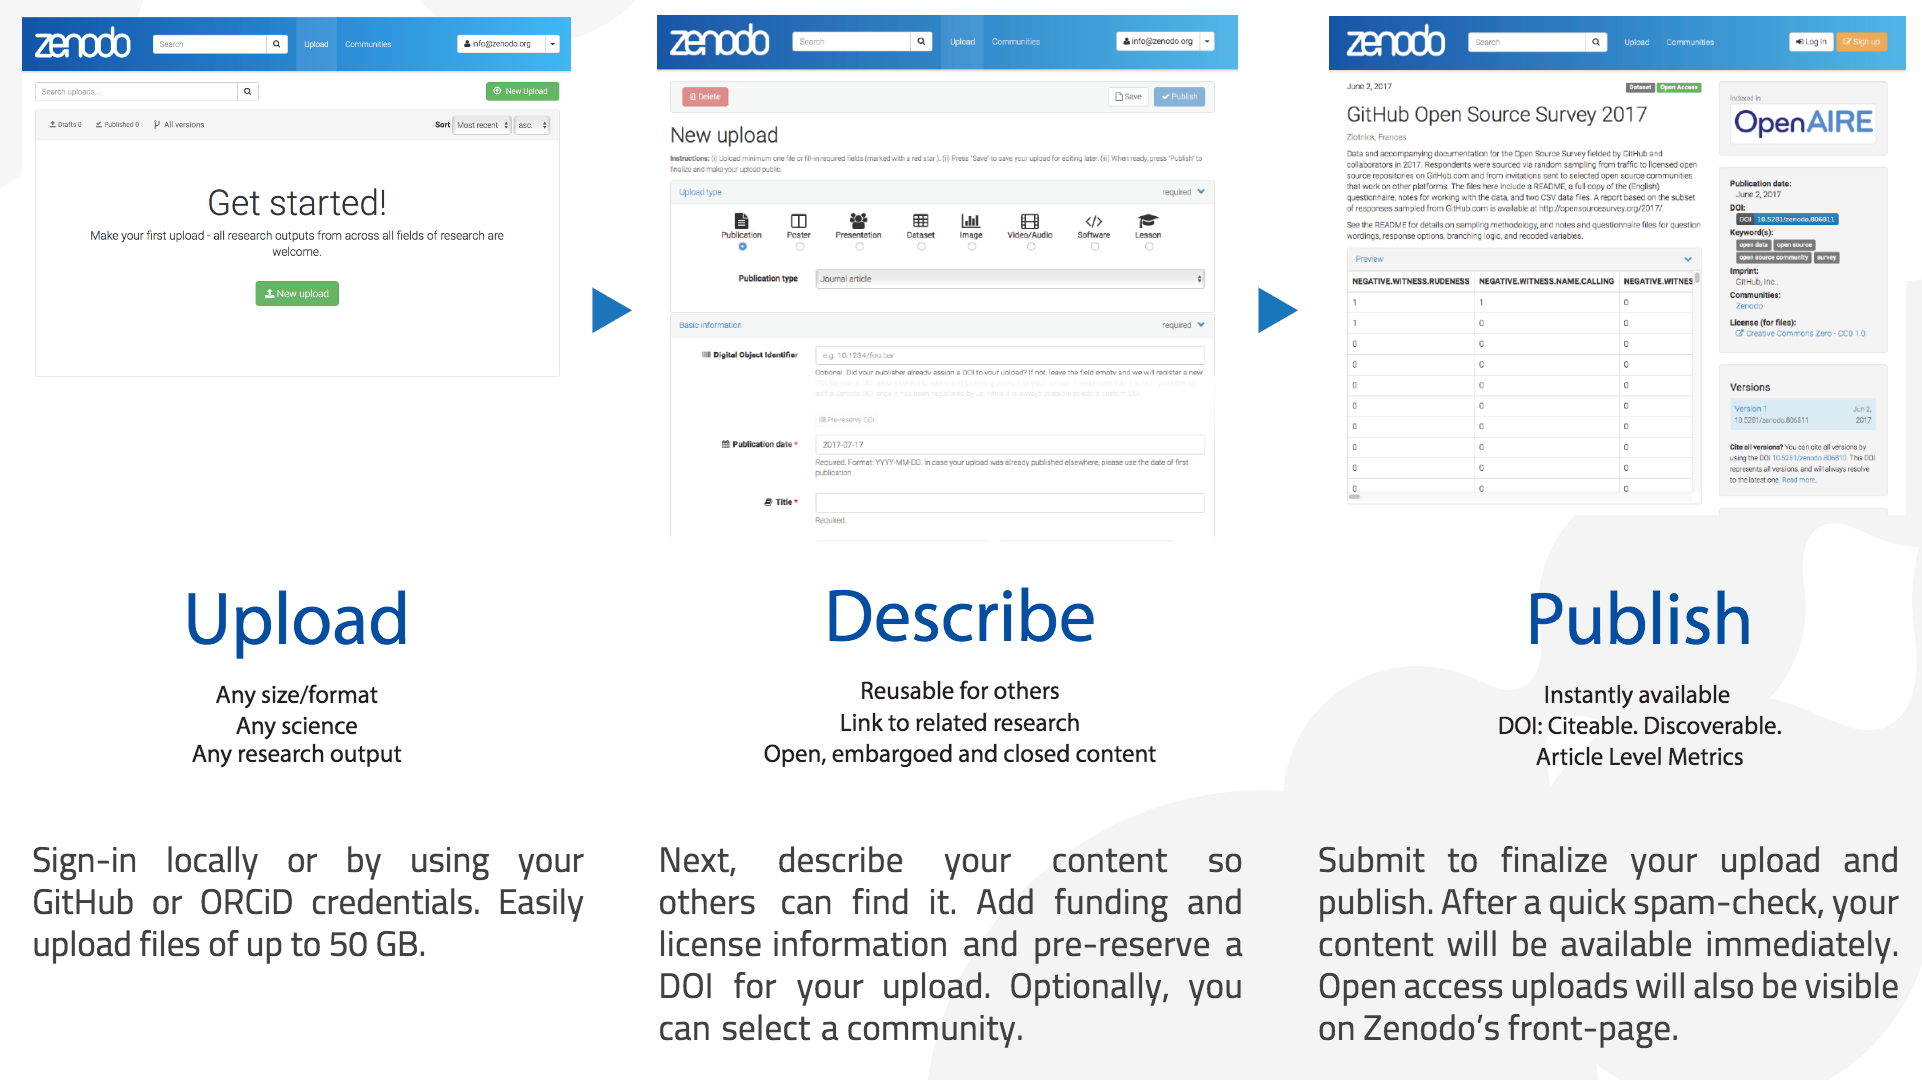 zenodo
Search
Upload
Communities
info@zenodo.org
Search uploads...
New Upload
Drafts 0
Published 0
All versions
Sort
Most recent
asc.
Get started!
Make your first upload - all research outputs from across all fields of research are
welcome.
New upload
zenodo
Search
Upload
Communities
info@zenodo.org
Delete
Save
Publish
New upload
Instructions: (i) Upload minimum one file or fill-in required fields (marked with a red star ). (ii) Press "Save" to save your upload for editing later. (iii) When ready, press "Publish" to
finalize and make your upload public.
Upload type
required
Publication
Poster
Presentation
Dataset
Image
Video/Audio
Software
Lesson
Publication type
Journal article
Basic information
required
Digital Object Identifier
e.g. 10.1234/foo.bar
Optional. Did your publisher already assign a DOI to your upload? If not, leave the field empty and we will register a new
Pre-reserve DOI
Publication date *
2017-07-17
Required. Format: YYYY-MM-DD. In case your upload was already published elsewhere, please use the date of first
publication.
Title *
Required.
zenodo
Search
Upload
Communities
Log In
Sign up
June 2, 2017
Dataset
Open Access
GitHub Open Source Survey 2017
Zlotnick, Frances
Data and accompanying documentation for the Open Source Survey fielded by GitHub and
collaborators in 2017. Respondents were sourced via random sampling from traffic to licensed open
source repositories on GitHub.com and from invitations sent to selected open source communities
that work on other platforms. The files here include a README, a full copy of the (English)
questionnaire, notes for working with the data, and two CSV data files. A report based on the subset
of responses sampled from GitHub.com is available at http://opensourcesurvey.org/2017/.
See the README for details on sampling methodology, and notes and questionnaire files for question
wordings, response options, branching logic, and recoded variables.
Preview
NEGATIVE.WITNESS.RUDENESS NEGATIVE.WITNESS.NAME.CALLING NEGATIVE.WITNES
1 1 0
1 0 0
0 0 0
0 0 0
0 0 0
0 0 0
0 0 0
0 0 0
0 0 0
0 0 0
Indexed in
OpenAIRE
Publication date:
June 2, 2017
DOI:
DOI 10.5281/zenodo.806811
Keyword(s):
open data open source
open source community survey
Imprint:
GitHub, Inc.
Communities:
Zenodo
License (for files):
Creative Commons Zero - CC0 1.0
Versions
Version 1 Jun 2,
10.5281/zenodo.806811 2017
Cite all versions? You can cite all versions by
using the DOI 10.5281/zenodo.806810. This DOI
represents all versions, and will always resolve
to the latest one. Read more.
Upload
Any size/format
Any science
Any research output
Sign-in locally or by using your
GitHub or ORCiD credentials. Easily
upload files of up to 50 GB.
Describe
Reusable for others
Link to related research
Open, embargoed and closed content
Next, describe your content so
others can find it. Add funding and
license information and pre-reserve a
DOI for your upload. Optionally, you
can select a community.
Publish
Instantly available
DOI: Citeable. Discoverable.
Article Level Metrics
Submit to finalize your upload and
publish. After a quick spam-check, your
content will be available immediately.
Open access uploads will also be visible
on Zenodo's front-page.